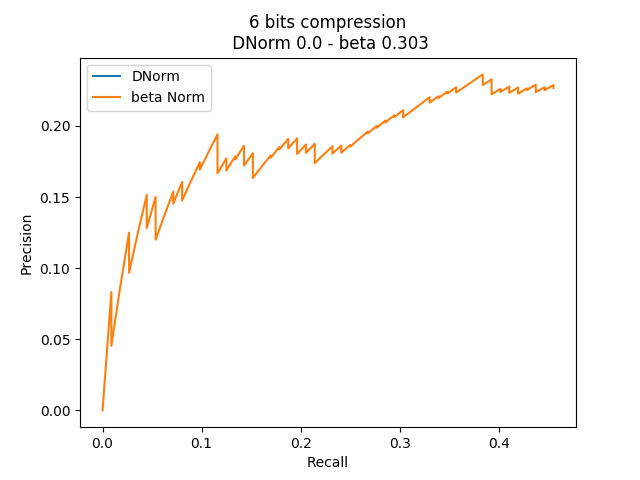 6 bits compression
DNorm 0.0 - beta 0.303
DNorm
beta Norm
0.20
0.15
0.10
0.05
0.00
Precision
0.0 0.1 0.2 0.3 0.4
Recall